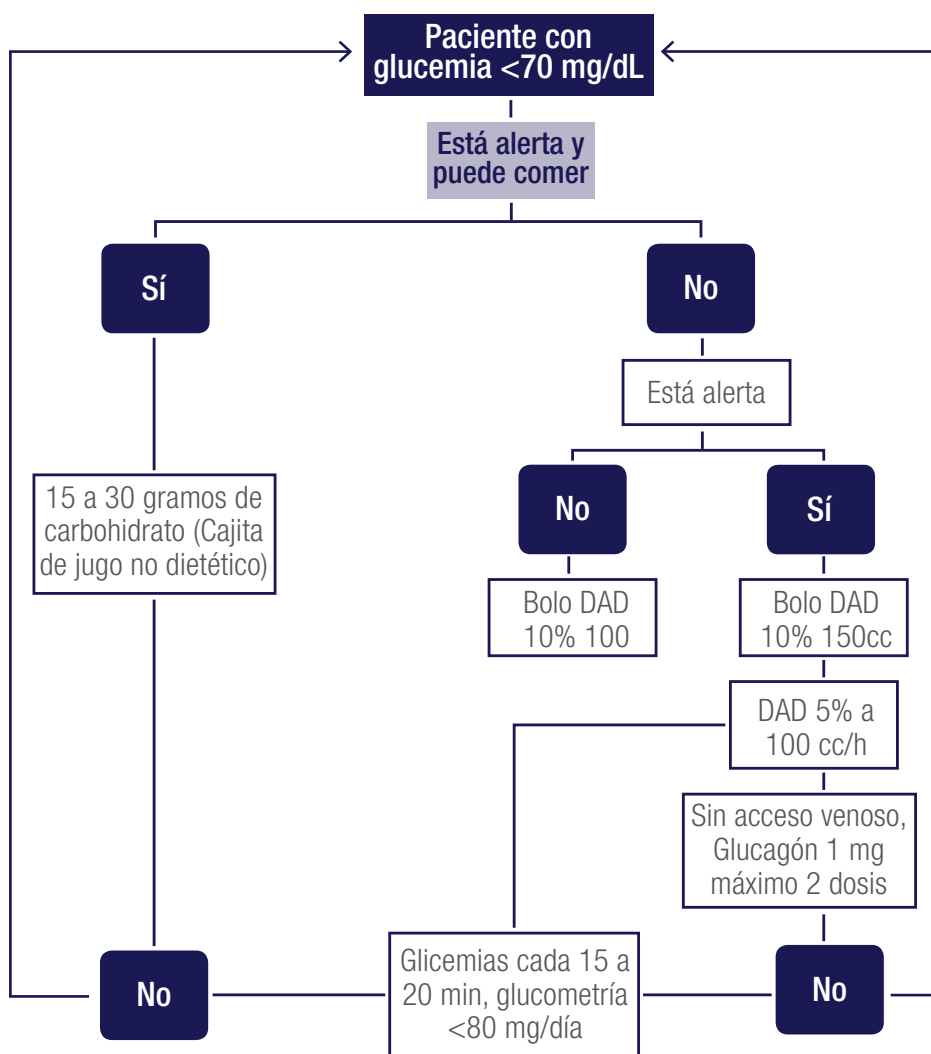 Paciente con
glucemia <70 mg/dL
Está alerta y
puede comer
Sí
No
Está alerta
15 a 30 gramos de
carbohidrato (Cajita
de jugo no dietético)
No
Sí
Bolo DAD
10% 100
Bolo DAD
10% 150cc
DAD 5% a
100 cc/h
Sin acceso venoso,
Glucagón 1 mg
máximo 2 dosis
No
Glicemias cada 15 a
20 min, glucometría
<80 mg/día
No